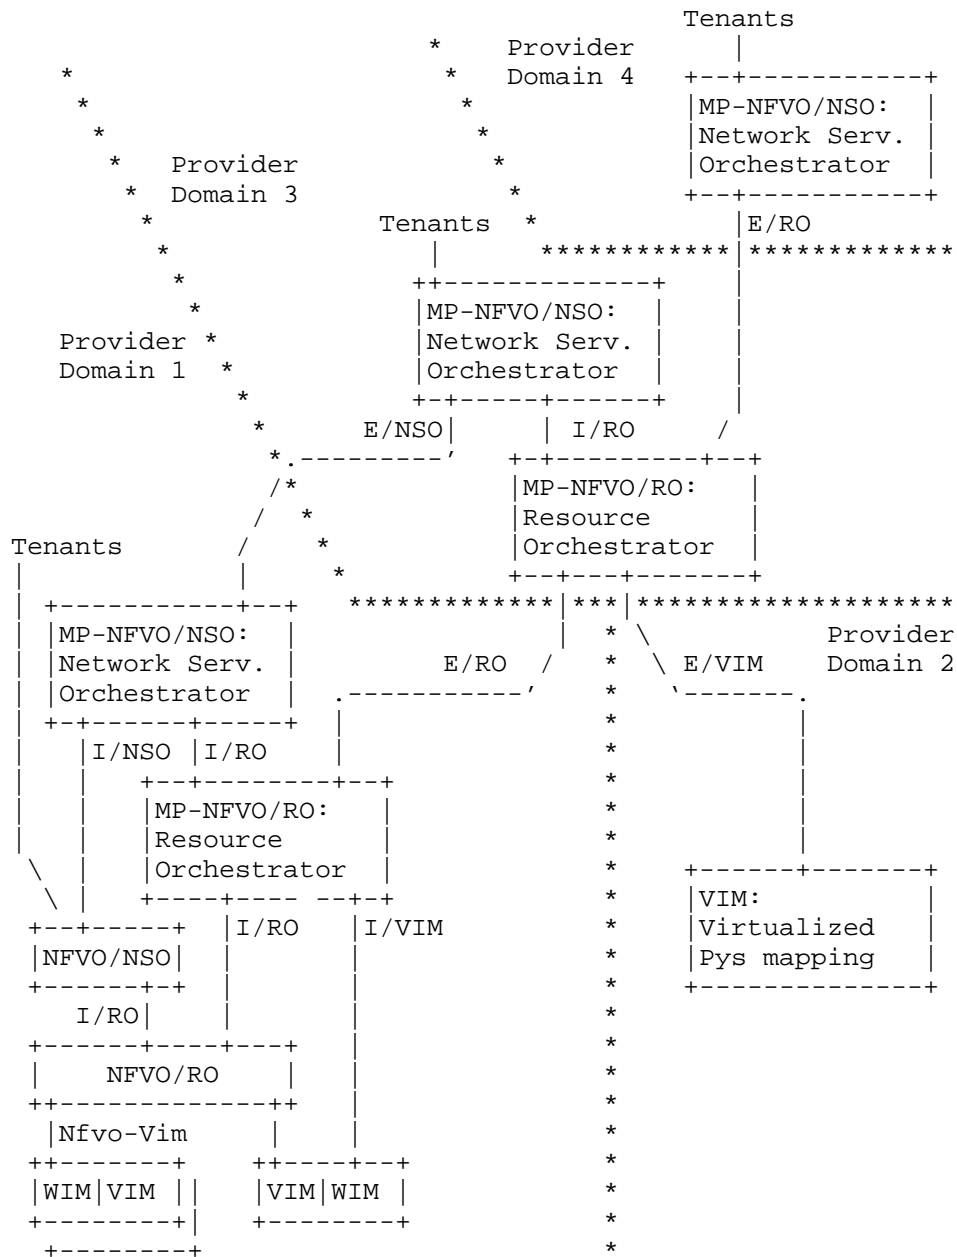 Tenants
* Provider |
* * Domain 4 +--+-----------+
* * |MP-NFVO/NSO: |
* * |Network Serv. |
* Provider * |Orchestrator |
* Domain 3 * +--+-----------+
* Tenants * |E/RO
* | ************|*************
* ++--------------+ |
* |MP-NFVO/NSO: | |
Provider * |Network Serv. | |
Domain 1 * |Orchestrator | |
* +-+-----+------+ |
* E/NSO| | I/RO /
*.---------’ +-+---------+--+
/* |MP-NFVO/RO: |
/ * |Resource |
Tenants / * |Orchestrator |
| | * +--+---+-------+
| +-----------+--+ *************|***|********************
| |MP-NFVO/NSO: | | * \ Provider
| |Network Serv. | E/RO / * \ E/VIM Domain 2
| |Orchestrator | .-----------’ * ‘-------.
| +-+------+-----+ | * |
| |I/NSO |I/RO | * |
| | +--+--------+--+ * |
| | |MP-NFVO/RO: | * |
| | |Resource | * |
\ | |Orchestrator | * +------+-------+
\ | +----+---- --+-+ * |VIM: |
+--+-----+ |I/RO |I/VIM * |Virtualized |
|NFVO/NSO| | | * |Pys mapping |
+------+-+ | | * +--------------+
I/RO| | | *
+------+----+---+ | *
| NFVO/RO | | *
++-------------++ | *
|Nfvo-Vim | | *
++-------+ ++----+--+ *
|WIM|VIM || |VIM|WIM | *
+--------+| +--------+ *
+--------+ *